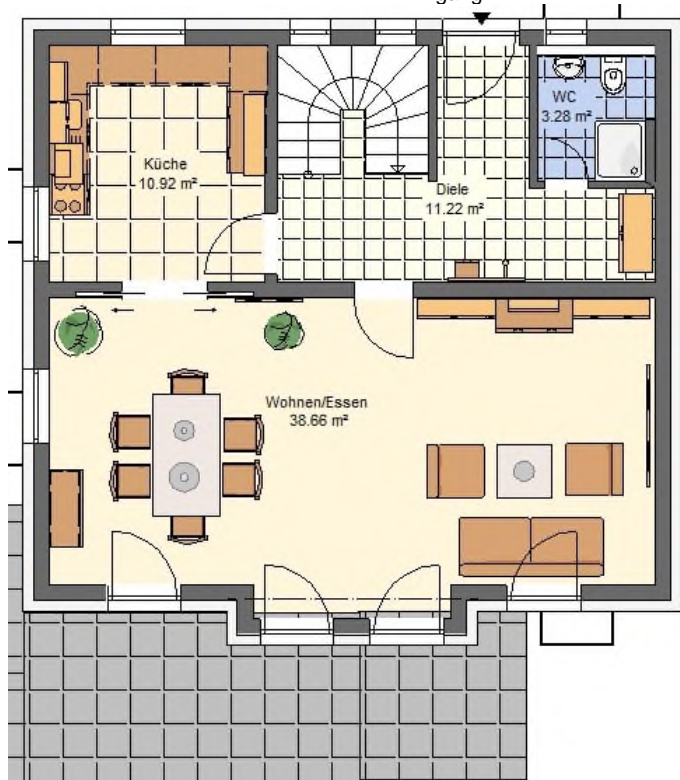 WC
3.28 m²
Küche
10.92 m²
Diele
11.22 m²
Wohnen/Essen
38.66 m²